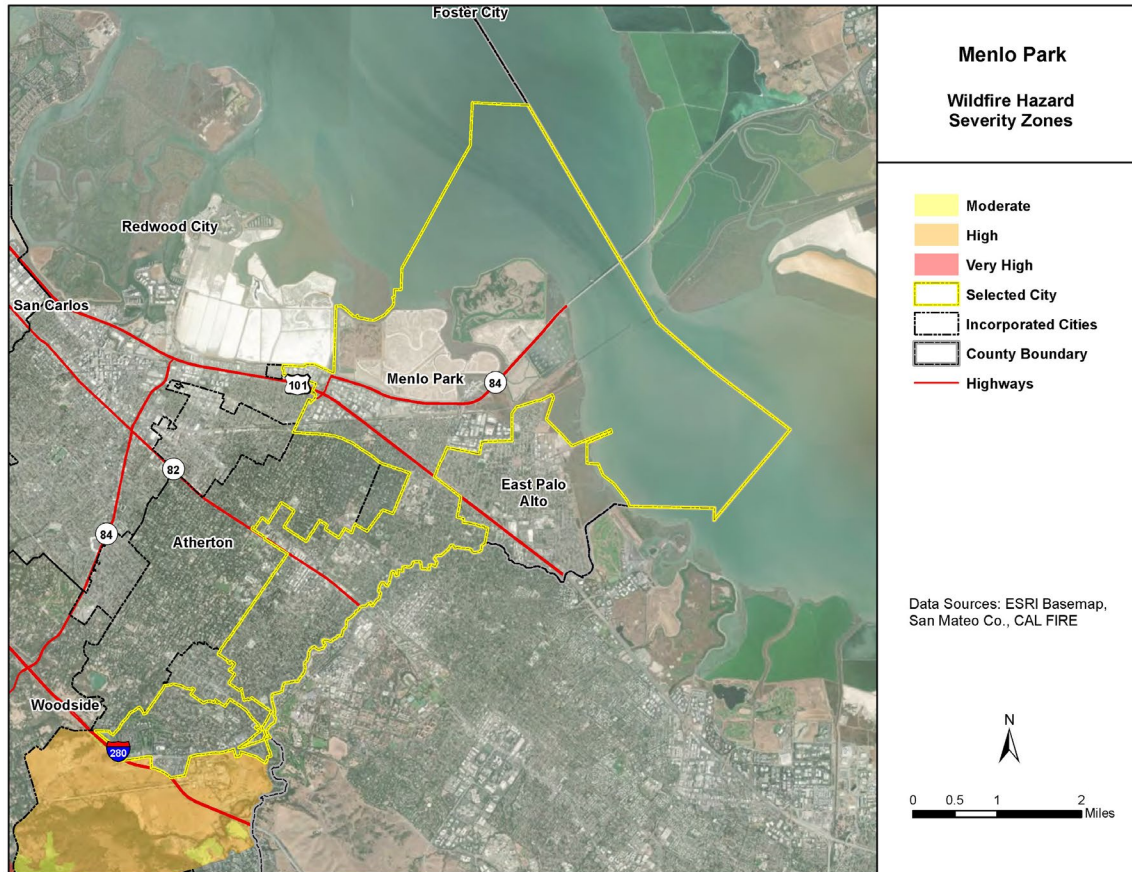 Foster City
Redwood City
San Carlos
101
Menlo Park
84
82
East Palo
Alto
84
Atherton
Woodside
280
Menlo Park
Wildfire Hazard
Severity Zones
Moderate
High
Very High
Selected City
Incorporated Cities
County Boundary
Highways
Data Sources: ESRI Basemap,
San Mateo Co., CAL FIRE
N
0 0.5 1 2
Miles